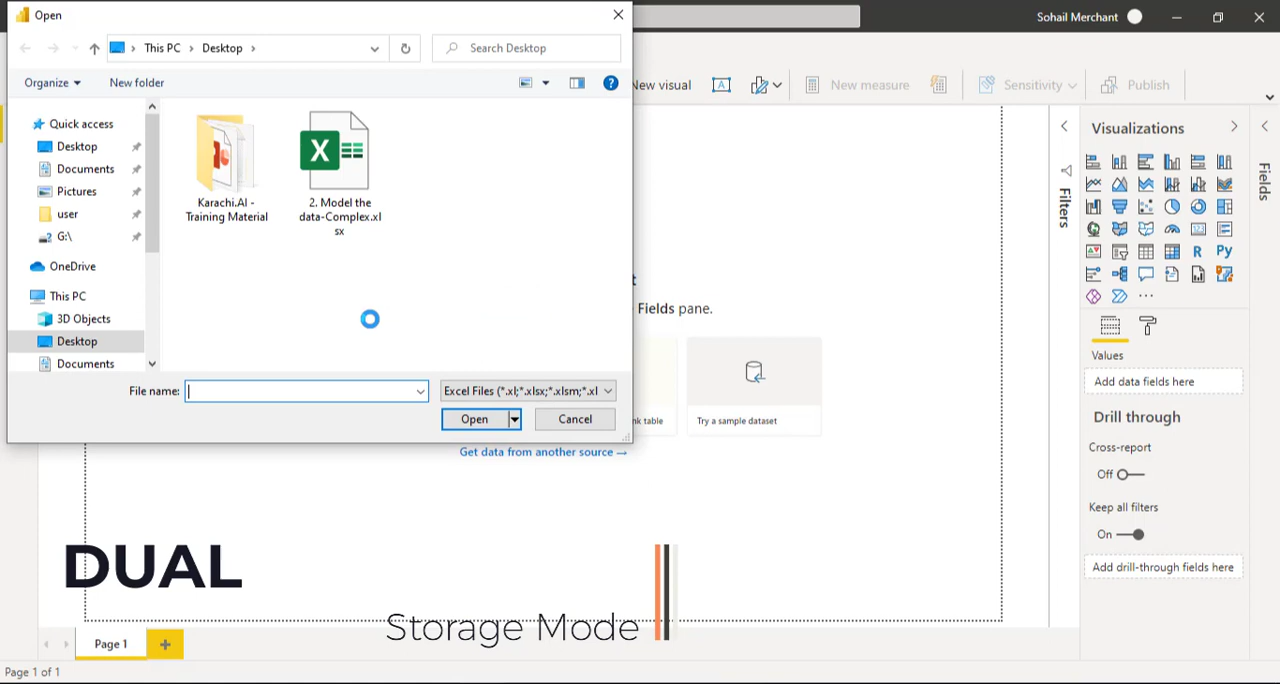 Open
Sohail Merchant
This PC
Desktop
Search Desktop
Organize
New folder
New visual
New measure
Sensitivity
Publish
Quick access
Desktop
Documents
Pictures
user
G:\
OneDrive
This PC
3D Objects
Desktop
Documents
Karachi.AI -
Training Material
2. Model the
data-Complex.xl
sx
File name:
Excel Files (*.xl;*.xlsx;*.xlsm;*.xl
Open
Cancel
Fields pane.
nk table
Try a sample dataset
Get data from another source →
Filters
Visualizations
Fields
R
Py
Values
Add data fields here
Drill through
Cross-report
Off
Keep all filters
On
Add drill-through fields here
DUAL
Storage Mode
Page 1
Page 1 of 1